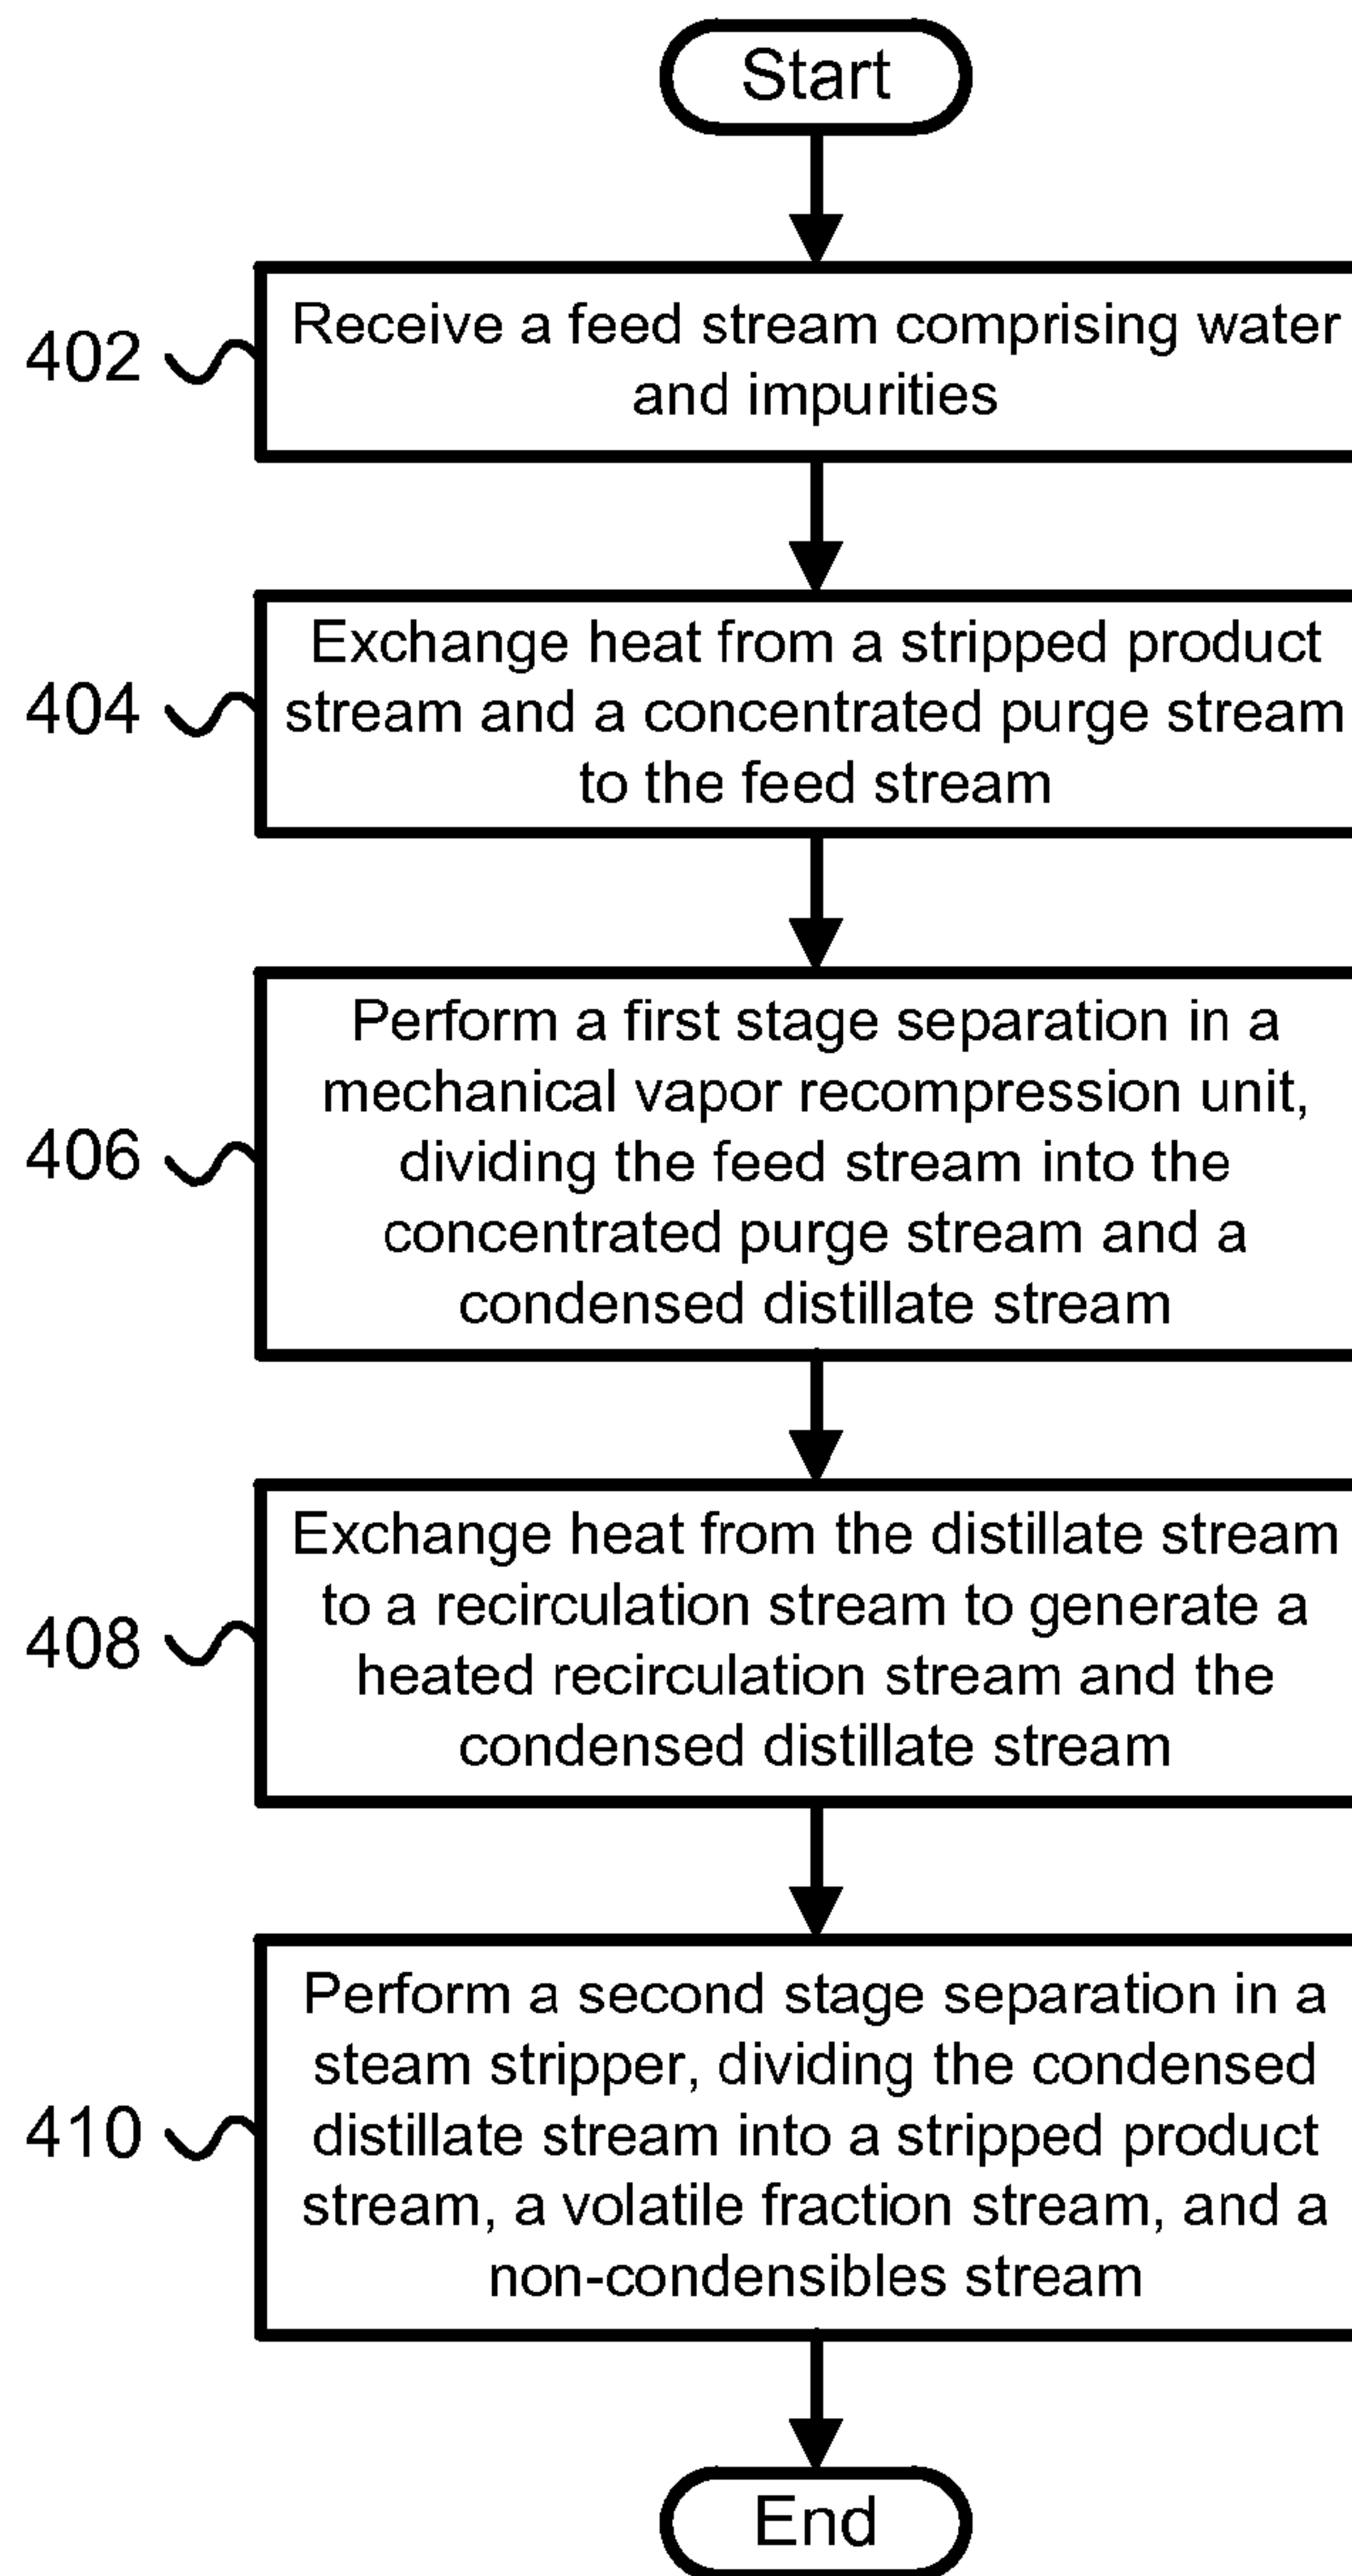 Start
402
Receive a feed stream comprising water
and impurities
404
Exchange heat from a stripped product
stream and a concentrated purge stream
to the feed stream
406
Perform a first stage separation in a
mechanical vapor recompression unit,
dividing the feed stream into the
concentrated purge stream and a
condensed distillate stream
408
Exchange heat from the distillate stream
to a recirculation stream to generate a
heated recirculation stream and the
condensed distillate stream
410
Perform a second stage separation in a
steam stripper, dividing the condensed
distillate stream into a stripped product
stream, a volatile fraction stream, and a
non-condensibles stream
End